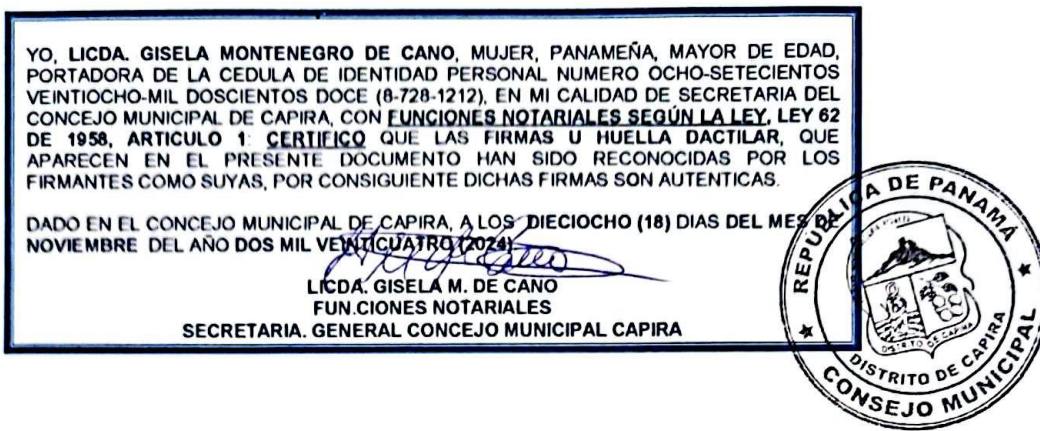 YO, LICDA. GISELA MONTENEGRO DE CANO, MUJER, PANAMEÑA, MAYOR DE EDAD,
PORTADORA DE LA CEDULA DE IDENTIDAD PERSONAL NUMERO OCHO-SETECIENTOS
VEINTIOCHO-MIL DOSCIENTOS DOCE (8-728-1212), EN MI CALIDAD DE SECRETARIA DEL
CONCEJO MUNICIPAL DE CAPIRA, CON FUNCIONES NOTARIALES SEGÚN LA LEY, LEY 62
DE 1958, ARTICULO 1: CERTIFICO QUE LAS FIRMAS U HUELLA DACTILAR, QUE
APARECEN EN EL PRESENTE DOCUMENTO HAN SIDO RECONOCIDAS POR LOS
FIRMANTES COMO SUYAS, POR CONSIGUIENTE DICHAS FIRMAS SON AUTENTICAS.
DADO EN EL CONCEJO MUNICIPAL DE CAPIRA, A LOS DIECIOCHO (18) DIAS DEL MES DE
NOVIEMBRE DEL AÑO DOS MIL VEINTICUATRO (2024)
LICDA. GISELA M. DE CANO
FUN.CIONES NOTARIALES
SECRETARIA. GENERAL CONCEJO MUNICIPAL CAPIRA
REPUBLICA DE PANAMÁ
DISTRITO DE CAPIRA
DISTRITO DE CAPIRA
CONSEJO MUNICIPAL